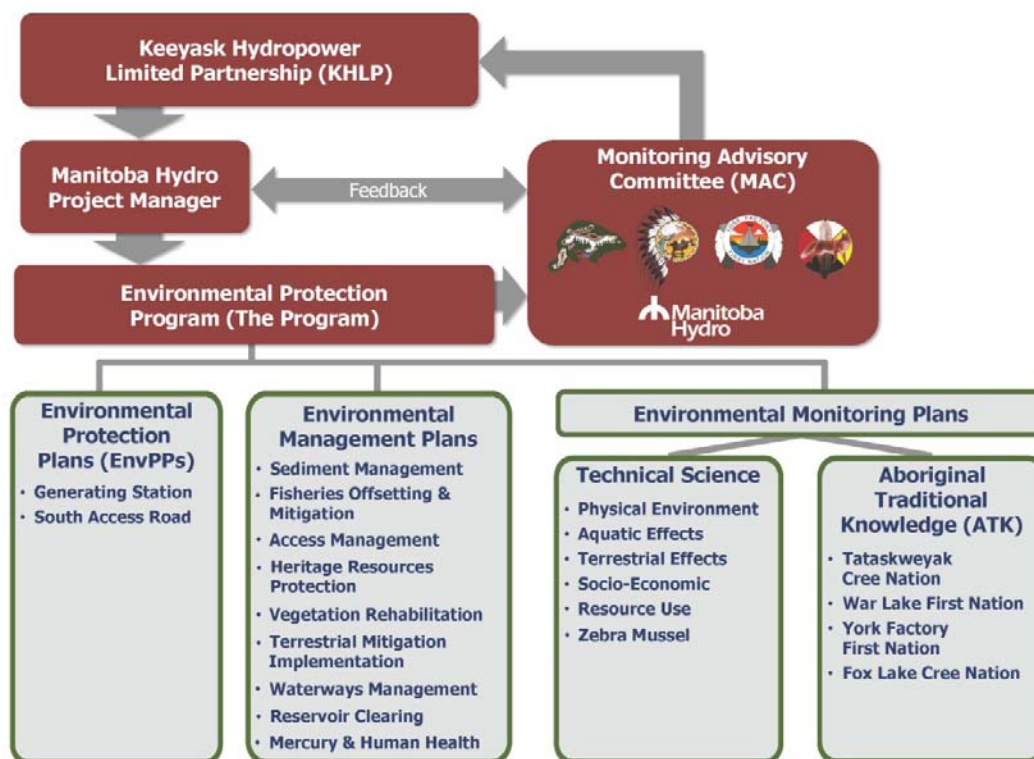 Keeyask Hydropower
Limited Partnership (KHLP)
Manitoba Hydro
Project Manager
Feedback
Monitoring Advisory
Committee (MAC)
Manitoba
Hydro
Environmental Protection
Program (The Program)
Environmental
Protection
Plans (EnvPPs)
· Generating Station
· South Access Road
Environmental
Management Plans
· Sediment Management
· Fisheries Offsetting &
Mitigation
· Access Management
· Heritage Resources
Protection
· Vegetation Rehabilitation
· Terrestrial Mitigation
Implementation
· Waterways Management
· Reservoir Clearing
· Mercury & Human Health
Environmental Monitoring Plans
Technical Science
· Physical Environment
· Aquatic Effects
· Terrestrial Effects
· Socio-Economic
· Resource Use
· Zebra Mussel
Aboriginal
Traditional
Knowledge (ATK)
· Tataskweyak
Cree Nation
· War Lake First Nation
· York Factory
First Nation
· Fox Lake Cree Nation